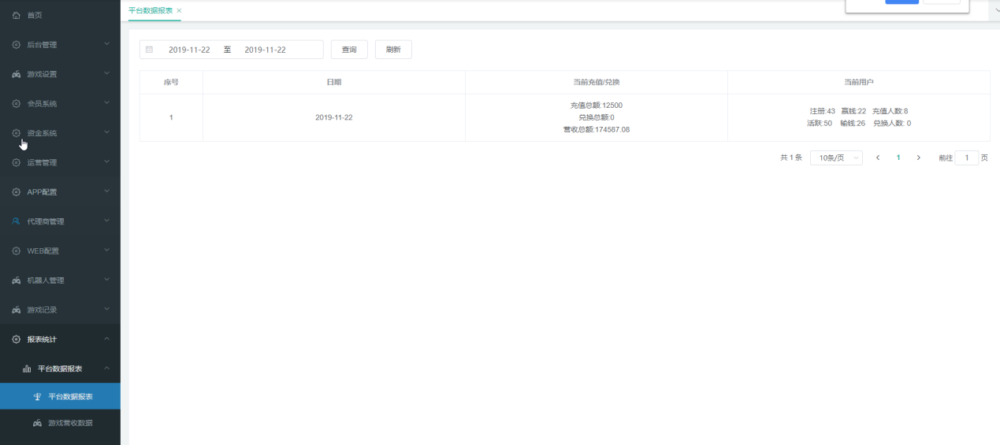 首页
后台管理
游戏设置
会员系统
资金系统
运营管理
APP配置
代理商管理
WEB配置
机器人管理
游戏记录
报表统计
平台数据报表
平台数据报表
游戏营收数据
平台数据报表 ×
2019-11-22 至 2019-11-22 查询 刷新
序号 日期 当前充值/兑换 当前用户
1 2019-11-22
充值总额:12500
兑换总额:0
营收总额:174587.08
注册:43 赢钱:22 充值人数:8
活跃:50 输钱:26 兑换人数: 0
共 1 条 10条/页 1 前往 1 页